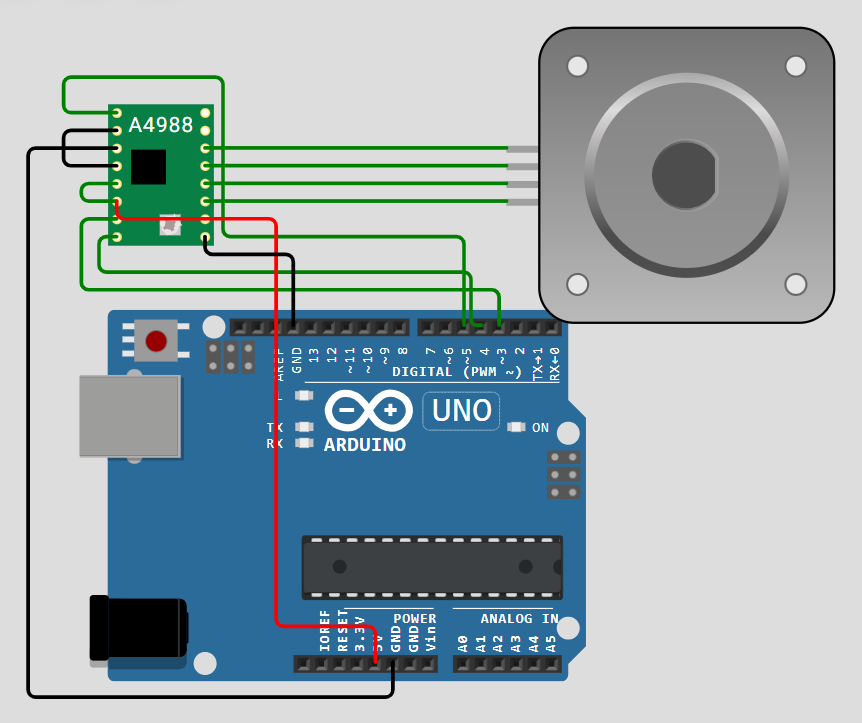 A4988
AREF
GND
13
12
~11
~10
~9
8
7
~6
~5
4
~3
2
TX→1
RX←0
DIGITAL (PWM ~)
L
TX
RX
UNO
ON
ARDUINO
POWER
ANALOG IN
IOREF
RESET
3.3V
5V
GND
GND
Vin
A0
A1
A2
A3
A4
A5